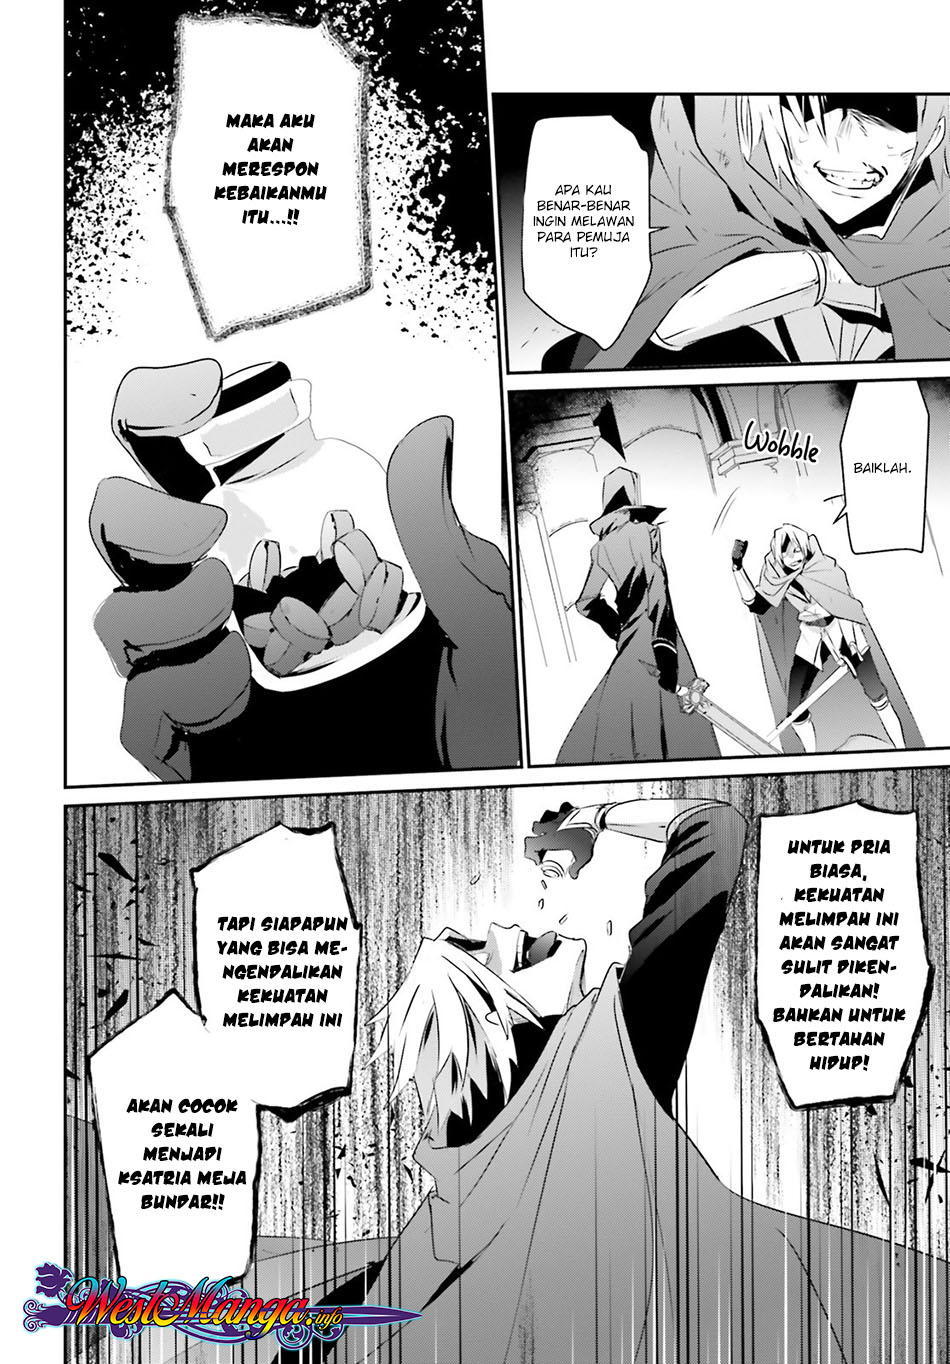 APA KAU
BENAR-BENAR
INGIN MELAWAN
PARA PEMUJA
ITU?
BAIKLAH.
Wobble
MAKA AKU
AKAN
MERESPON
KEBAIKANMU
ITU...!!
UNTUK PRIA
BIASA,
KEKUATAN
MELIMPAH INI
AKAN SANGAT
SULIT DIKEN-
DALIKAN!
BAHKAN UNTUK
BERTAHAN
HIDUP!
TAPI SIAPAPUN
YANG BISA ME-
NGENDALIKAN
KEKUATAN
MELIMPAH INI
AKAN COCOK
SEKALI
MENJADI
KSATRIA MEJA
BUNDAR!!
WestManga.info